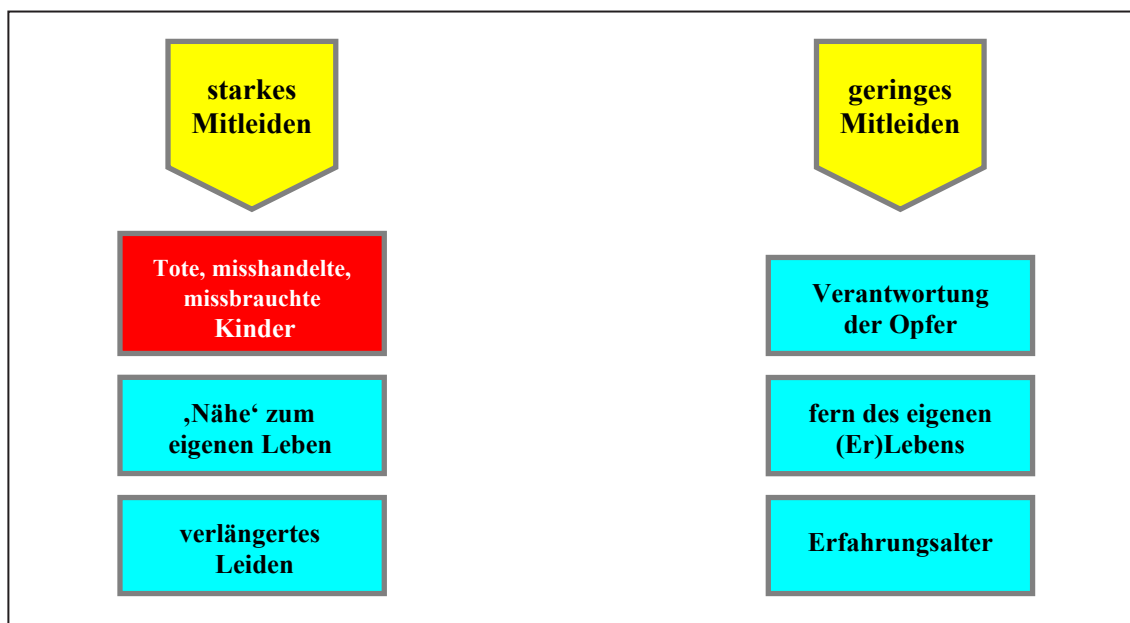 starkes
Mitleiden
Tote, misshandelte,
missbrauchte
Kinder
‚Nähe‘ zum
eigenen Leben
verlängertes
Leiden
geringes
Mitleiden
Verantwortung
der Opfer
fern des eigenen
(Er)Lebens
Erfahrungsalter